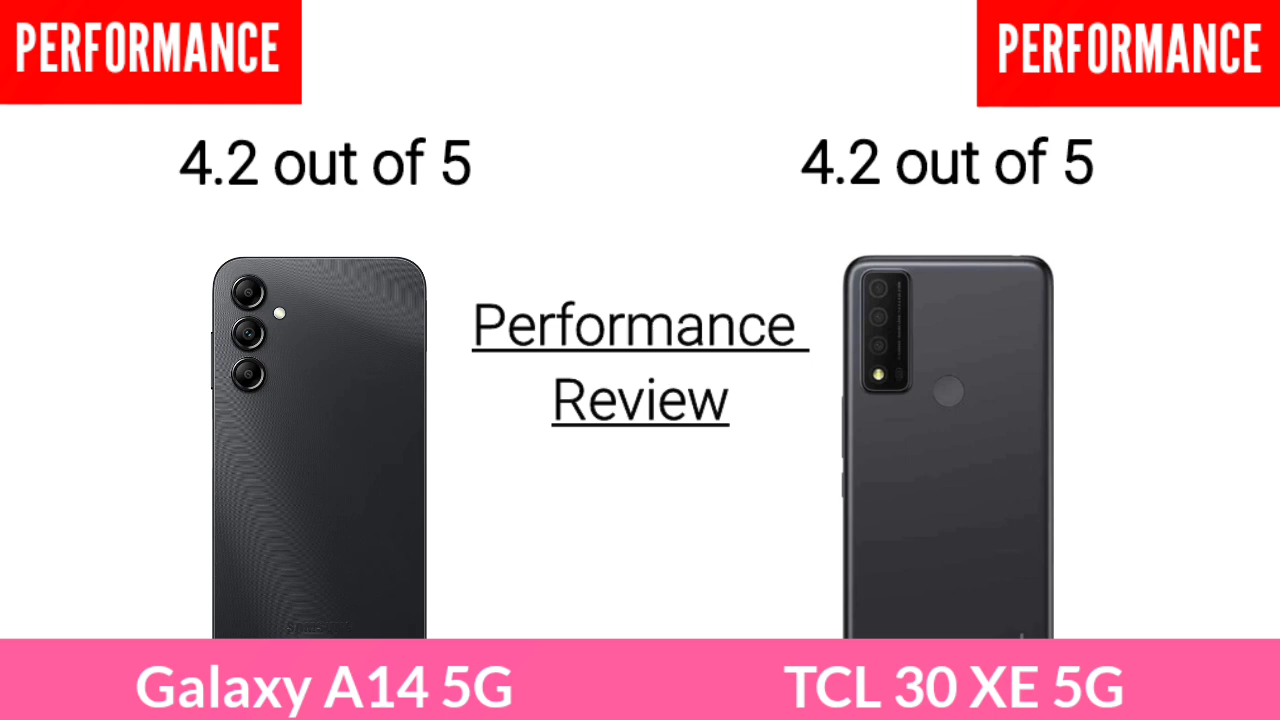 PERFORMANCE
PERFORMANCE
4.2 out of 5
4.2 out of 5
Performance
Review
SAMSUNG
Galaxy A14 5G
TCL 30 XE 5G